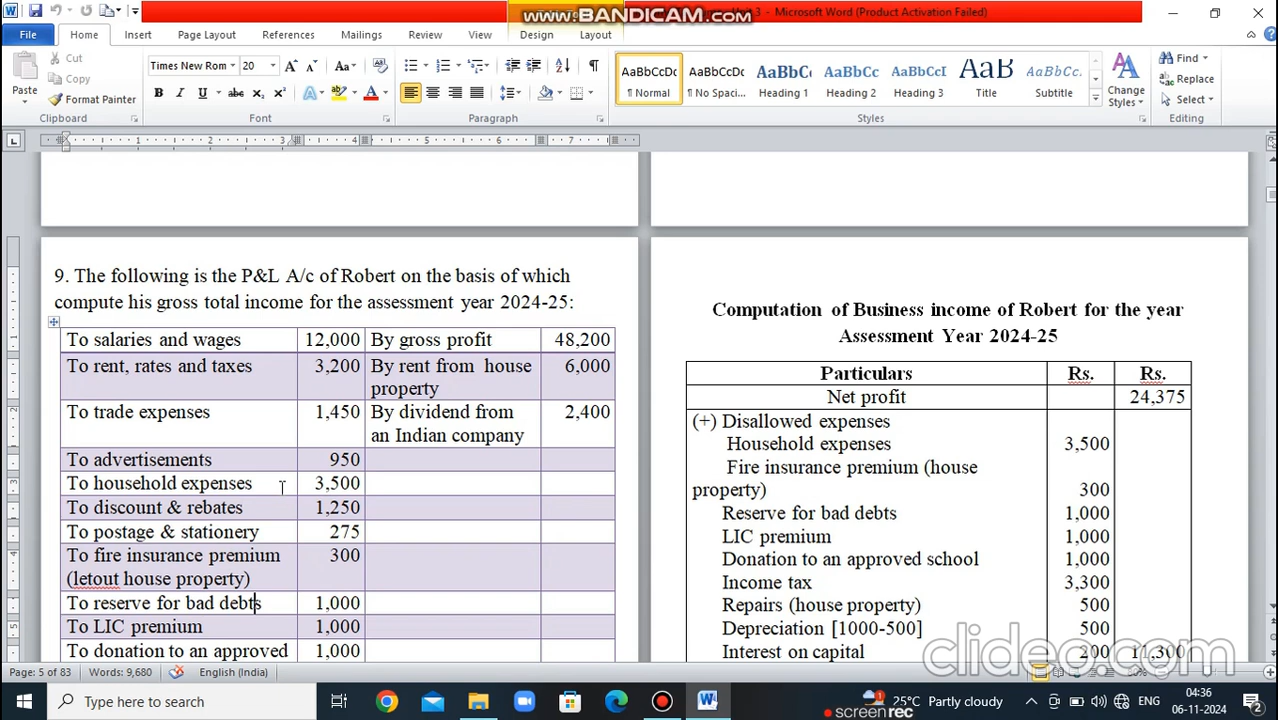 www.BANDICAM.com
Microsoft Word (Product Activation Failed)
File Home Insert Page Layout References Mailings Review View Design Layout
Paste
Cut
Copy
Format Painter
Clipboard
Times New Rom 20
Font
Paragraph
AaBbCcDc AaBbCcDc AaBbC AaBbCc AaBbCcI AaB AaBbCc.
¶ Normal ¶ No Spaci... Heading 1 Heading 2 Heading 3 Title Subtitle
Change Styles
Styles
Find
Replace
Select
Editing
9. The following is the P&L A/c of Robert on the basis of which
compute his gross total income for the assessment year 2024-25:
To salaries and wages 12,000 By gross profit 48,200
To rent, rates and taxes 3,200 By rent from house 6,000
property
To trade expenses 1,450 By dividend from 2,400
an Indian company
To advertisements 950
To household expenses 3,500
To discount & rebates 1,250
To postage & stationery 275
To fire insurance premium 300
(letout house property)
To reserve for bad debts 1,000
To LIC premium 1,000
To donation to an approved 1,000
Computation of Business income of Robert for the year
Assessment Year 2024-25
Particulars Rs. Rs.
Net profit 24,375
(+) Disallowed expenses
Household expenses 3,500
Fire insurance premium (house
property) 300
Reserve for bad debts 1,000
LIC premium 1,000
Donation to an approved school 1,000
Income tax 3,300
Repairs (house property) 500
Depreciation [1000-500] 500
Interest on capital 200 11,300
clideo.com
Page: 5 of 83 Words: 9,680 English (India)
Type here to search
25°C Partly cloudy
ENG
04:36
06-11-2024
screenrec